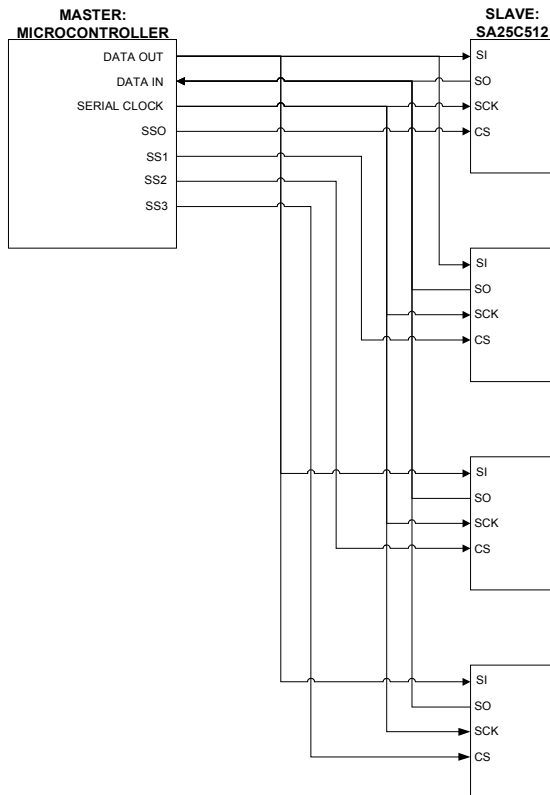 MASTER:
MICROCONTROLLER
DATA OUT
DATA IN
SERIAL CLOCK
SSO
SS1
SS2
SS3
SLAVE:
SA25C512
SI
SO
SCK
CS
SI
SO
SCK
CS
SI
SO
SCK
CS
SI
SO
SCK
CS